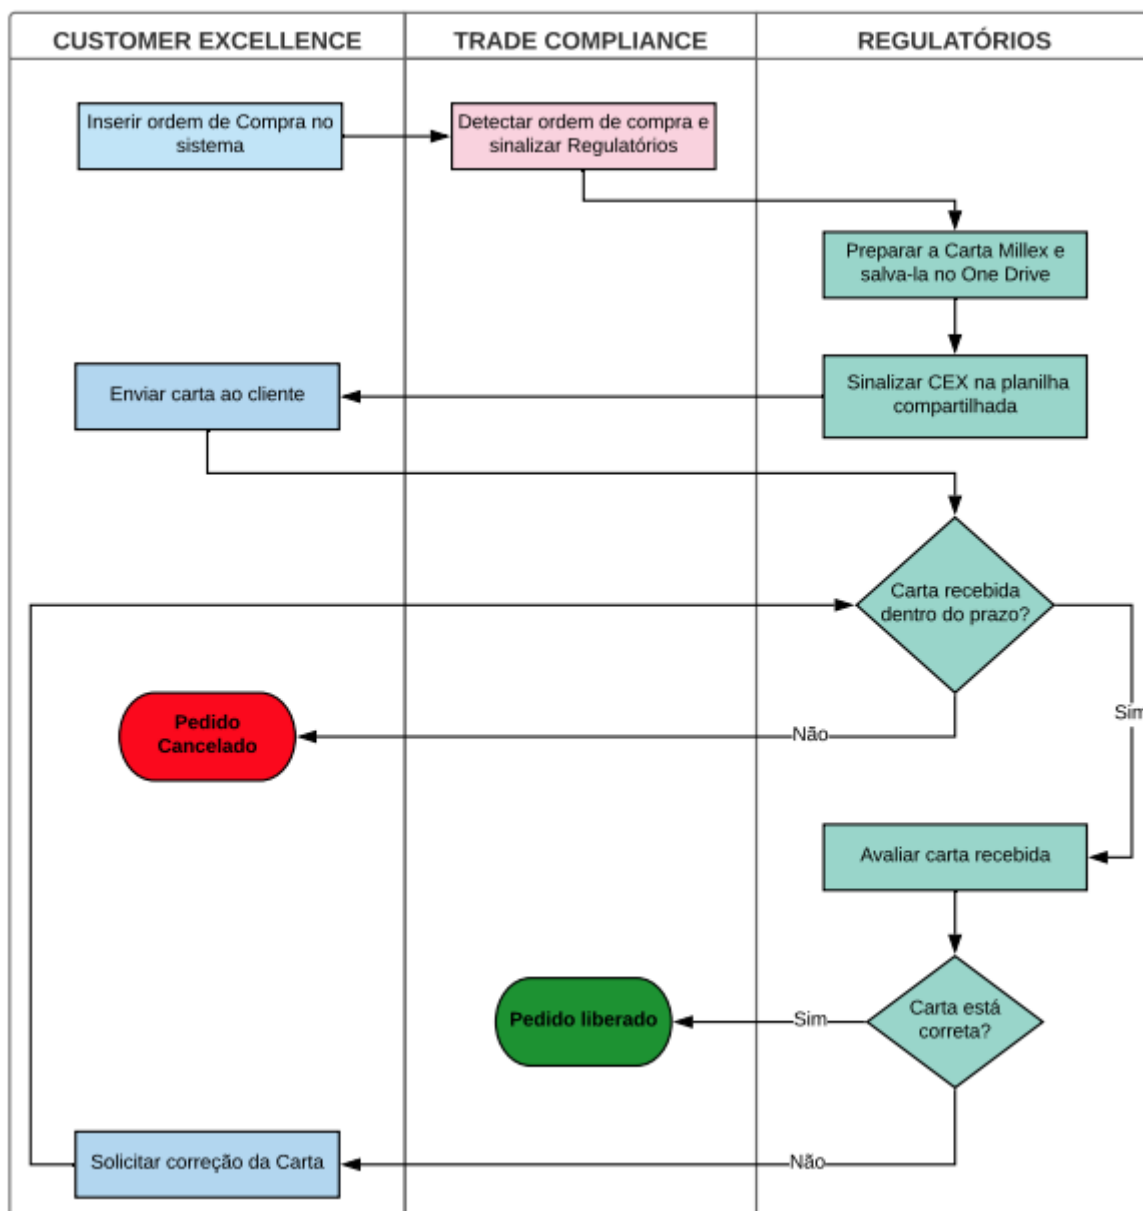 CUSTOMER EXCELLENCE
TRADE COMPLIANCE
REGULATÓRIOS
Inserir ordem de Compra no
sistema
Detectar ordem de compra e
sinalizar Regulatórios
Preparar a Carta Millex e
salva-la no One Drive
Sinalizar CEX na planilha
compartilhada
Enviar carta ao cliente
Carta recebida
dentro do prazo?
Sim
Não
Pedido
Cancelado
Avaliar carta recebida
Carta está
correta?
Sim
Pedido liberado
Não
Solicitar correção da Carta